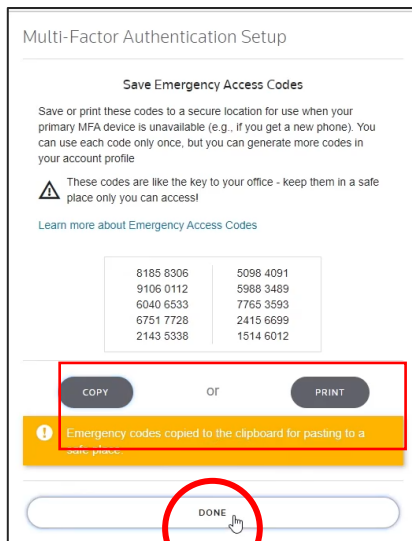 Multi-Factor Authentication Setup
Save Emergency Access Codes
Save or print these codes to a secure location for use when your
primary MFA device is unavailable (e.g., if you get a new phone). You
can use each code only once, but you can generate more codes in
your account profile
These codes are like the key to your office - keep them in a safe
place only you can access!
Learn more about Emergency Access Codes
8185 8306 5098 4091
9106 0112 5988 3489
6040 6533 7765 3593
6751 7728 2415 6699
2143 5338 1514 6012
COPY or PRINT
Emergency codes copied to the clipboard for pasting to a
safe place.
DONE